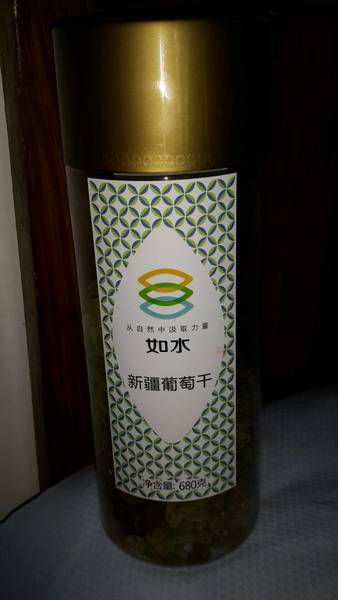 从自然中汲取力量
如水
新疆葡萄干
净含量: 680克